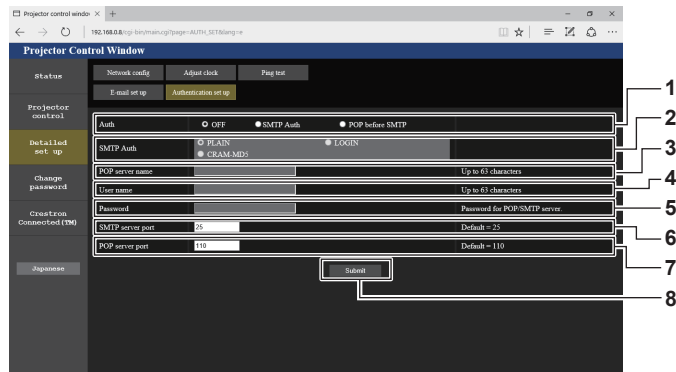 Projector control window
192.168.0.8/cgi-bin/main.cgi?page=AUTH_SET&lang=e
Projector Control Window
Status
Network config Adjust clock Ping test
E-mail set up Authentication set up
Projector control
Detailed set up
Change password
Crestron Connected(TM)
Japanese
Auth OFF SMTP Auth POP before SMTP
SMTP Auth PLAIN LOGIN
CRAM-MD5
POP server name Up to 63 characters
User name Up to 63 characters
Password Password for POP/SMTP server.
SMTP server port 25 Default = 25
POP server port 110 Default = 110
Submit
1
2
3
4
5
6
7
8